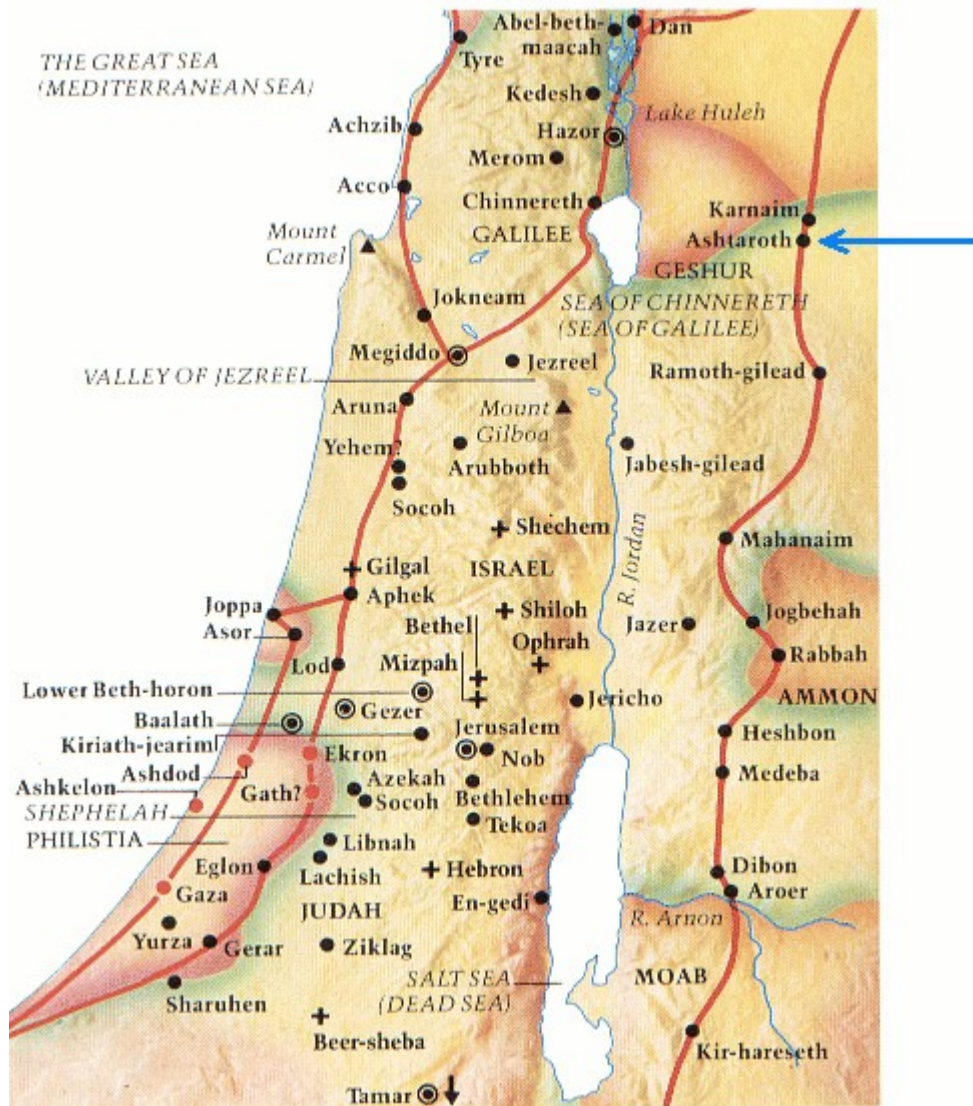 Abel-beth-
maacah
Dan
THE GREAT SEA
(MEDITERRANEAN SEA)
Tyre
Kedesh
Lake Huleh
Achzib
Hazor
Merom
Acco
Chinnereth
Karnaim
Mount
Carmel
GALILEE
Ashtaroth
GESHUR
SEA OF CHINNERETH
(SEA OF GALILEE)
Jokneam
Megiddo
Jezreel
VALLEY OF JEZREEL
Ramoth-gilead
Aruna
Mount
Gilboa
Yehem?
Arubboth
Jabesh-gilead
Socoh
Shechem
R. Jordan
Mahanaim
Gilgal
ISRAEL
Aphek
Joppa
Shiloh
Asor
Bethel
Ophrah
Jazer
Jogbehah
Lod
Mizpah
Rabbah
Lower Beth-horon
Jericho
AMMON
Baalath
Gezer
Jerusalem
Heshbon
Kiriath-jearim
Ekron
Nob
Ashdod
Azekah
Medeba
Ashkelon
Gath?
Socoh
Bethlehem
SHEPHELAH
Tekoa
PHILISTIA
Libnah
Eglon
Lachish
Hebron
Dibon
Gaza
En-gedi
Aroer
JUDAH
R. Arnon
Yurza
Gerar
Ziklag
SALT SEA
(DEAD SEA)
MOAB
Sharuhen
Beer-sheba
Kir-hareseth
Tamar